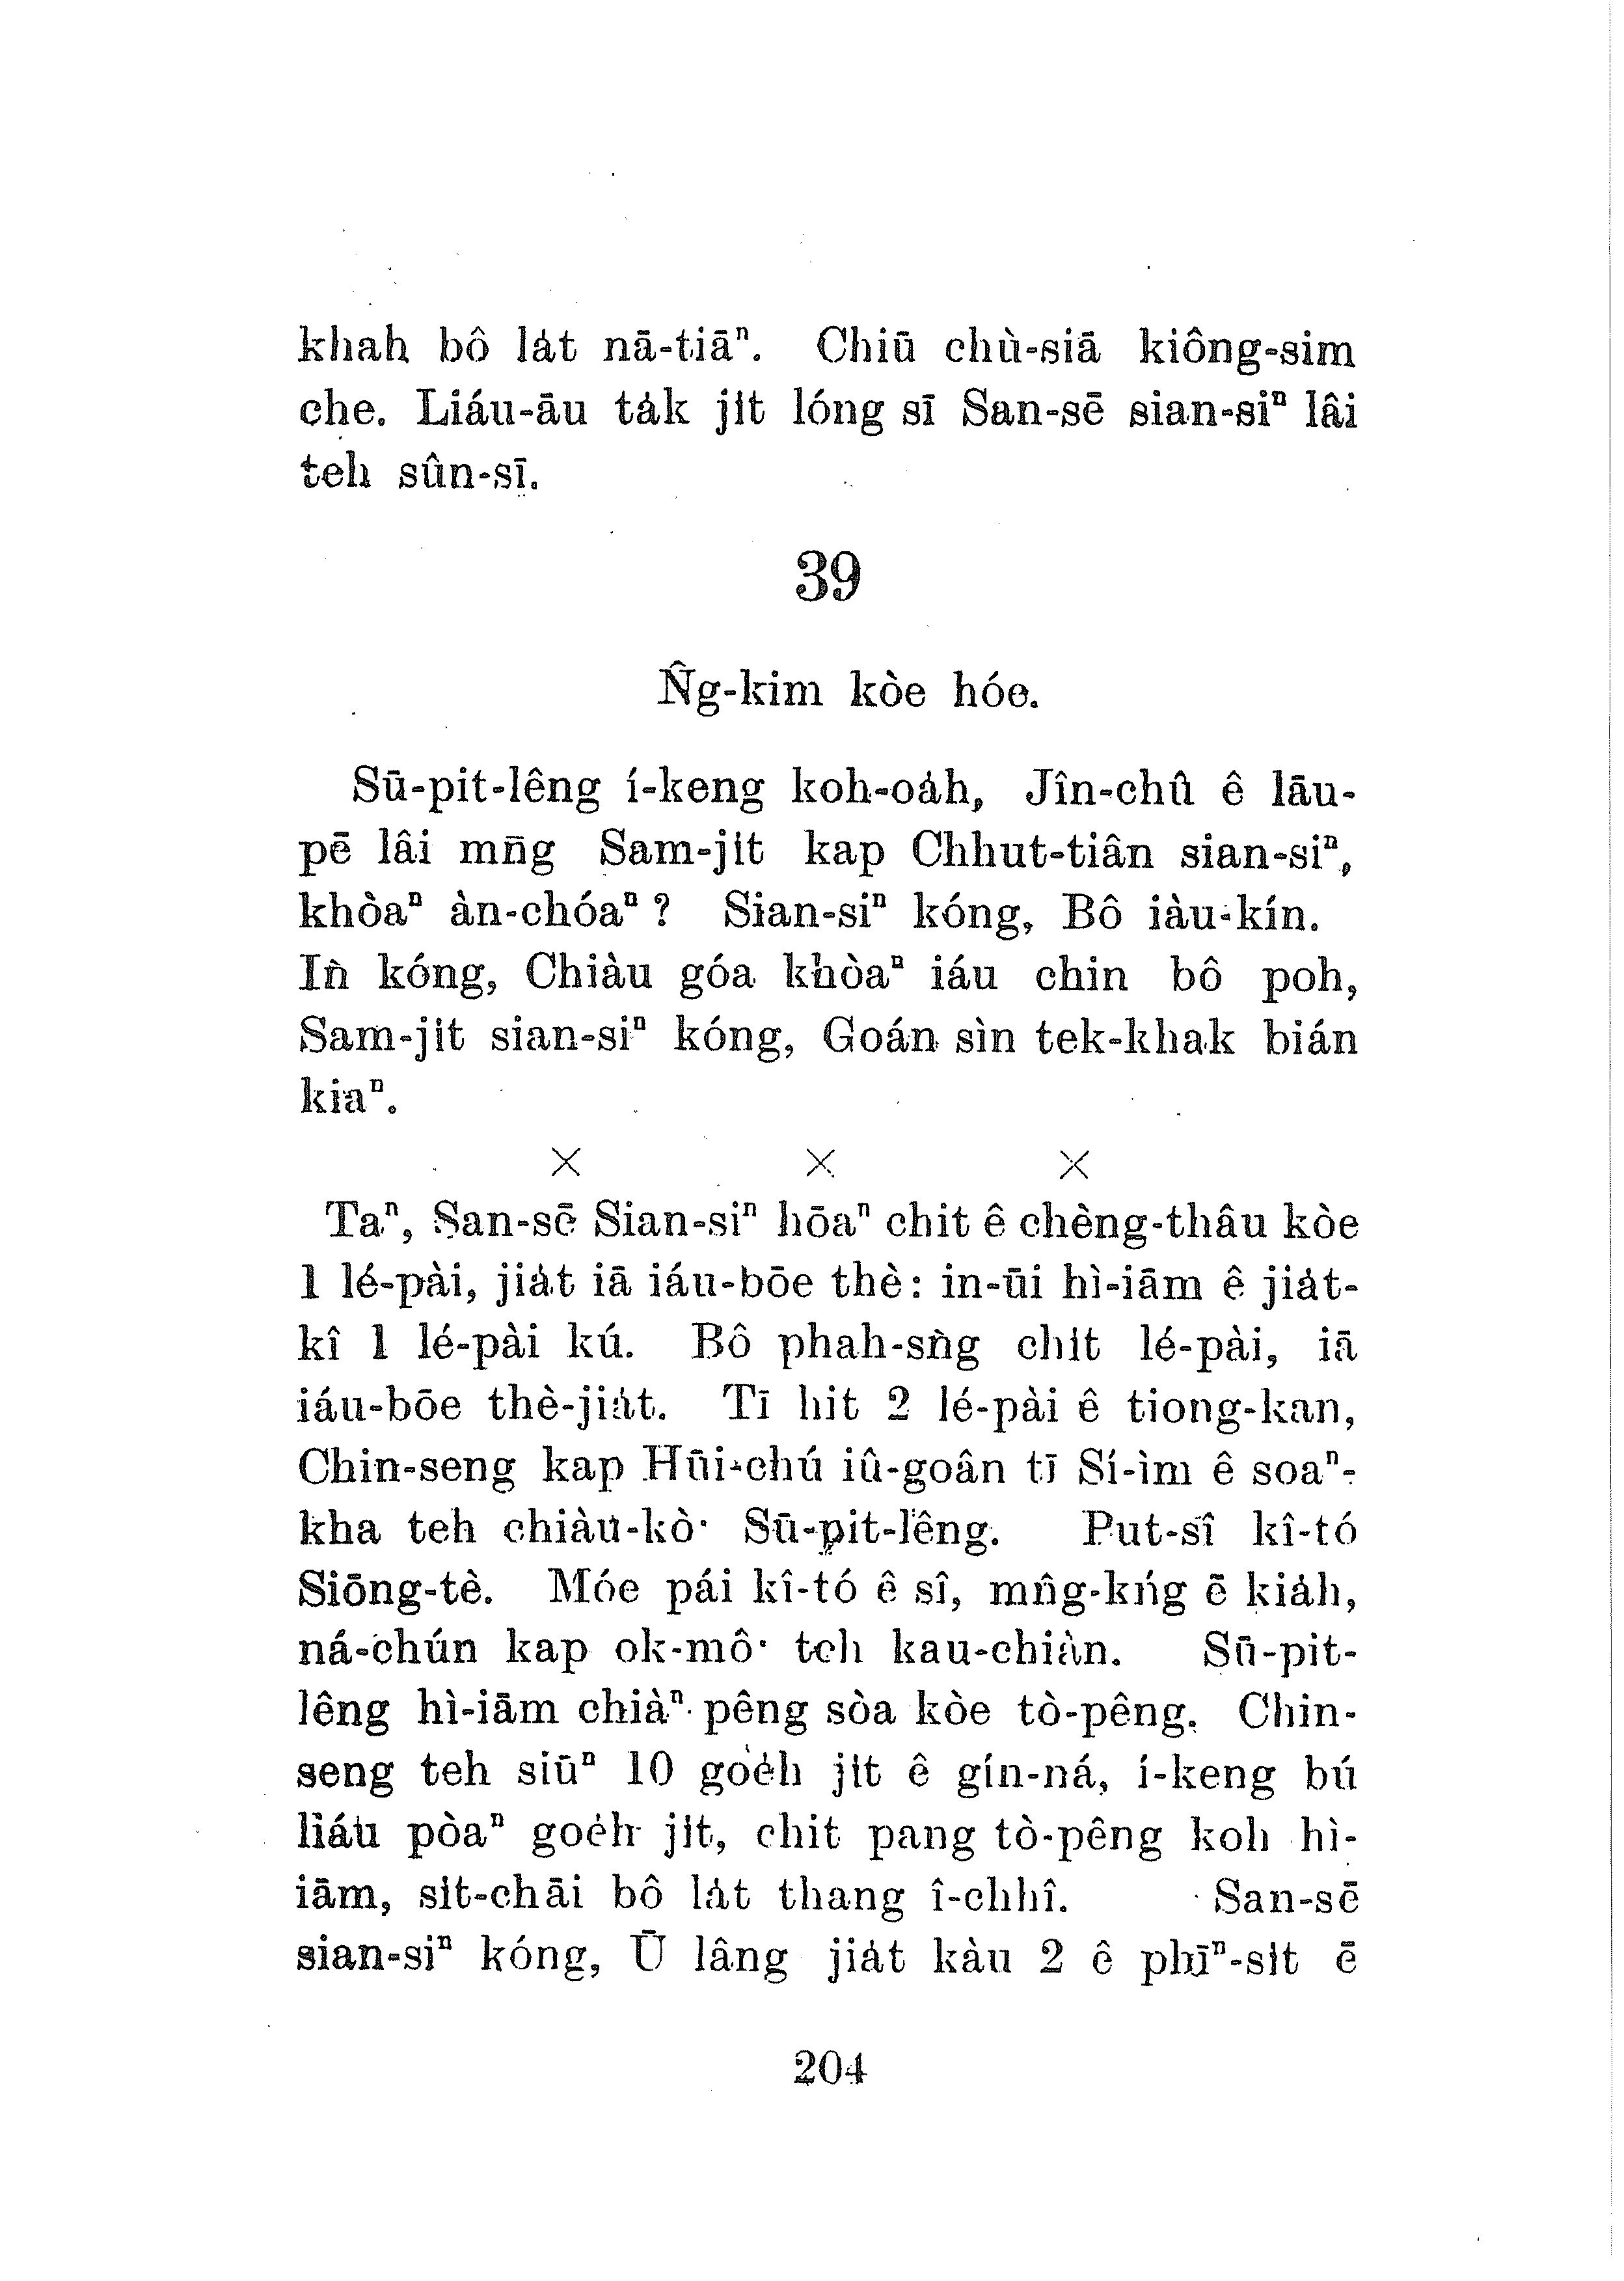 khah bô la̍t nā-tiāⁿ. Chiū chù-siā kiông-sim
che. Liáu-āu ta̍k ji̍t lóng sī San-sē sian-siⁿ lâi
teh sûn-sī.
39
N̂g-kim kòe hóe.
Sū-pit-lêng í-keng koh-oa̍h, Jîn-chû ê lāu-
pē lâi mn̄g Sam-ji̍t kap Chhut-tiân sian-siⁿ,
khòaⁿ àn-chóaⁿ? Sian-siⁿ kóng, Bô iàu-kín.
Iǹ kóng, Chiàu góa khòaⁿ iáu chin bô poh,
Sam-ji̍t sian-siⁿ kóng, Goán sìn tek-khak bián
kiaⁿ.
× × ×
Taⁿ, San-sē Sian-siⁿ hōaⁿ chit ê chèng-thâu kòe
1 lé-pài, jia̍t iā iáu-bōe thè: in-ūi hì-iām ê jia̍t-
kî 1 lé-pài kú. Bô phah-sǹg chi̍t lé-pài, iā
iáu-bōe thè-jia̍t. Tī hit 2 lé-pài ê tiong-kan,
Chin-seng kap Hūi-chú iû-goân tī Sí-ìm ê soaⁿ-
kha teh chiàu-kò͘ Sū-pit-lêng. Put-sî kî-tó
Siōng-tè. Móe pái kî-tó ê sî, mn̂g-kńg ē kia̍h,
ná-chún kap ok-mô͘ teh kau-chiàn. Sū-pit-
lêng hì-iām chiàⁿ pêng sòa kòe tò-pêng. Chin-
seng teh siūⁿ 10 goe̍h ji̍t ê gín-ná, í-keng bú
liáu pòaⁿ goe̍h ji̍t, chit pang tò-pêng koh hì-
iām, si̍t-chāi bô la̍t thang î-chhî. San-sē
sian-siⁿ kóng, Ū lâng jia̍t kàu 2 ê phīⁿ-si̍t ē
204